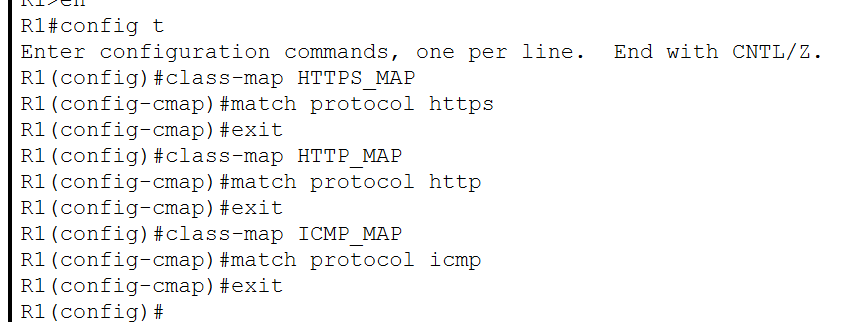 R1>en
R1#config t
Enter configuration commands, one per line.  End with CNTL/Z.
R1(config)#class-map HTTPS_MAP
R1(config-cmap)#match protocol https
R1(config-cmap)#exit
R1(config)#class-map HTTP_MAP
R1(config-cmap)#match protocol http
R1(config-cmap)#exit
R1(config)#class-map ICMP_MAP
R1(config-cmap)#match protocol icmp
R1(config-cmap)#exit
R1(config)#